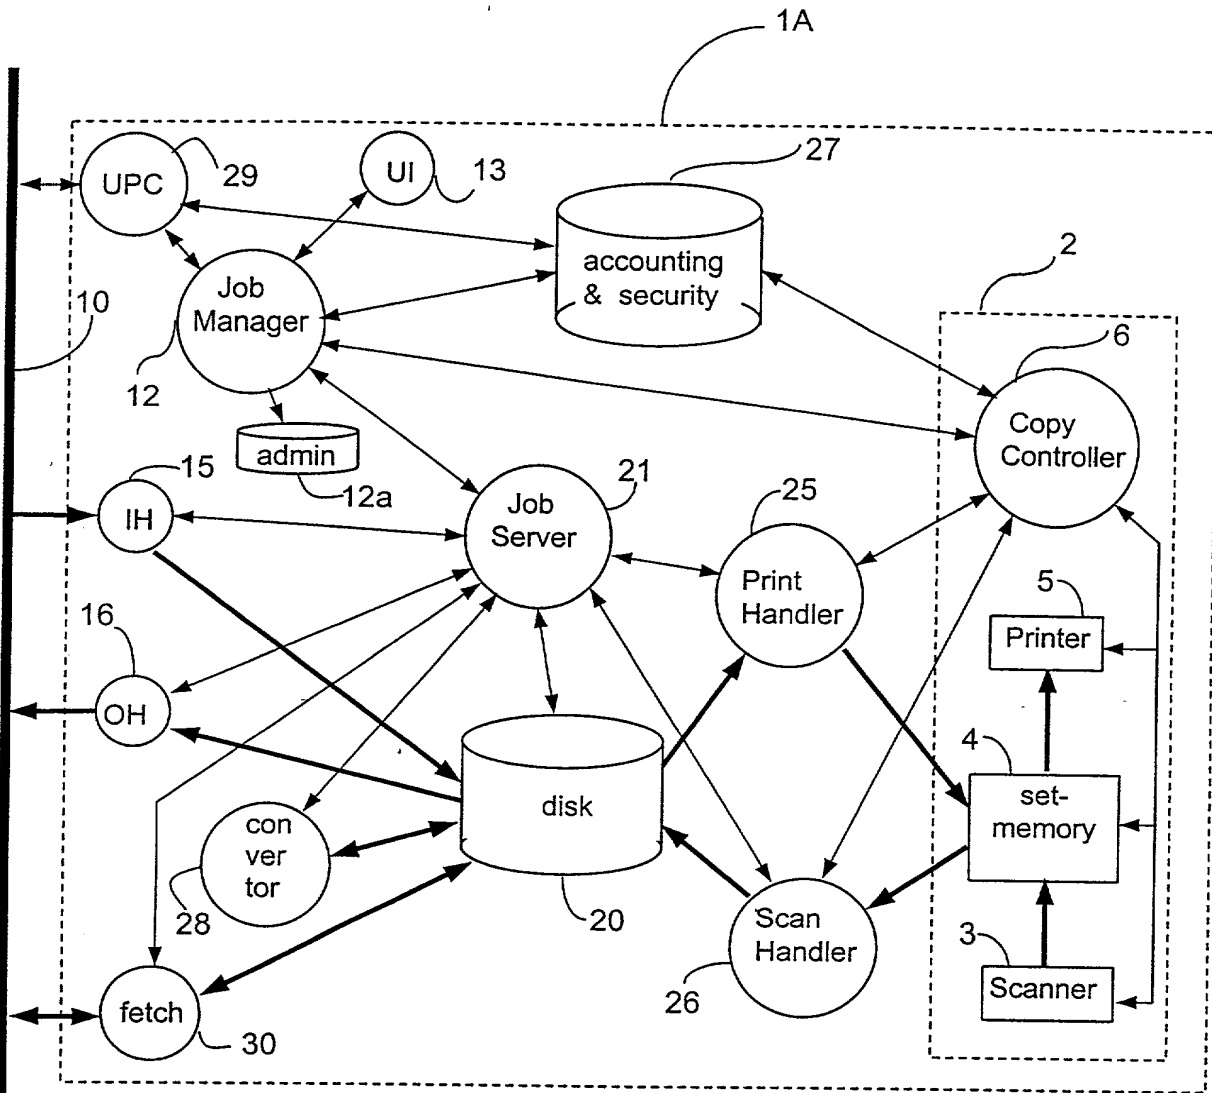 1A
29
UPC
UI
13
27
accounting
& security
2
Job
Manager
10
12
6
Copy
Controller
admin
12a
15
IH
Job
Server
21
25
Print
Handler
5
Printer
16
OH
4
set-
memory
disk
con
ver
tor
28
20
Scan
Handler
26
3
Scanner
fetch
30